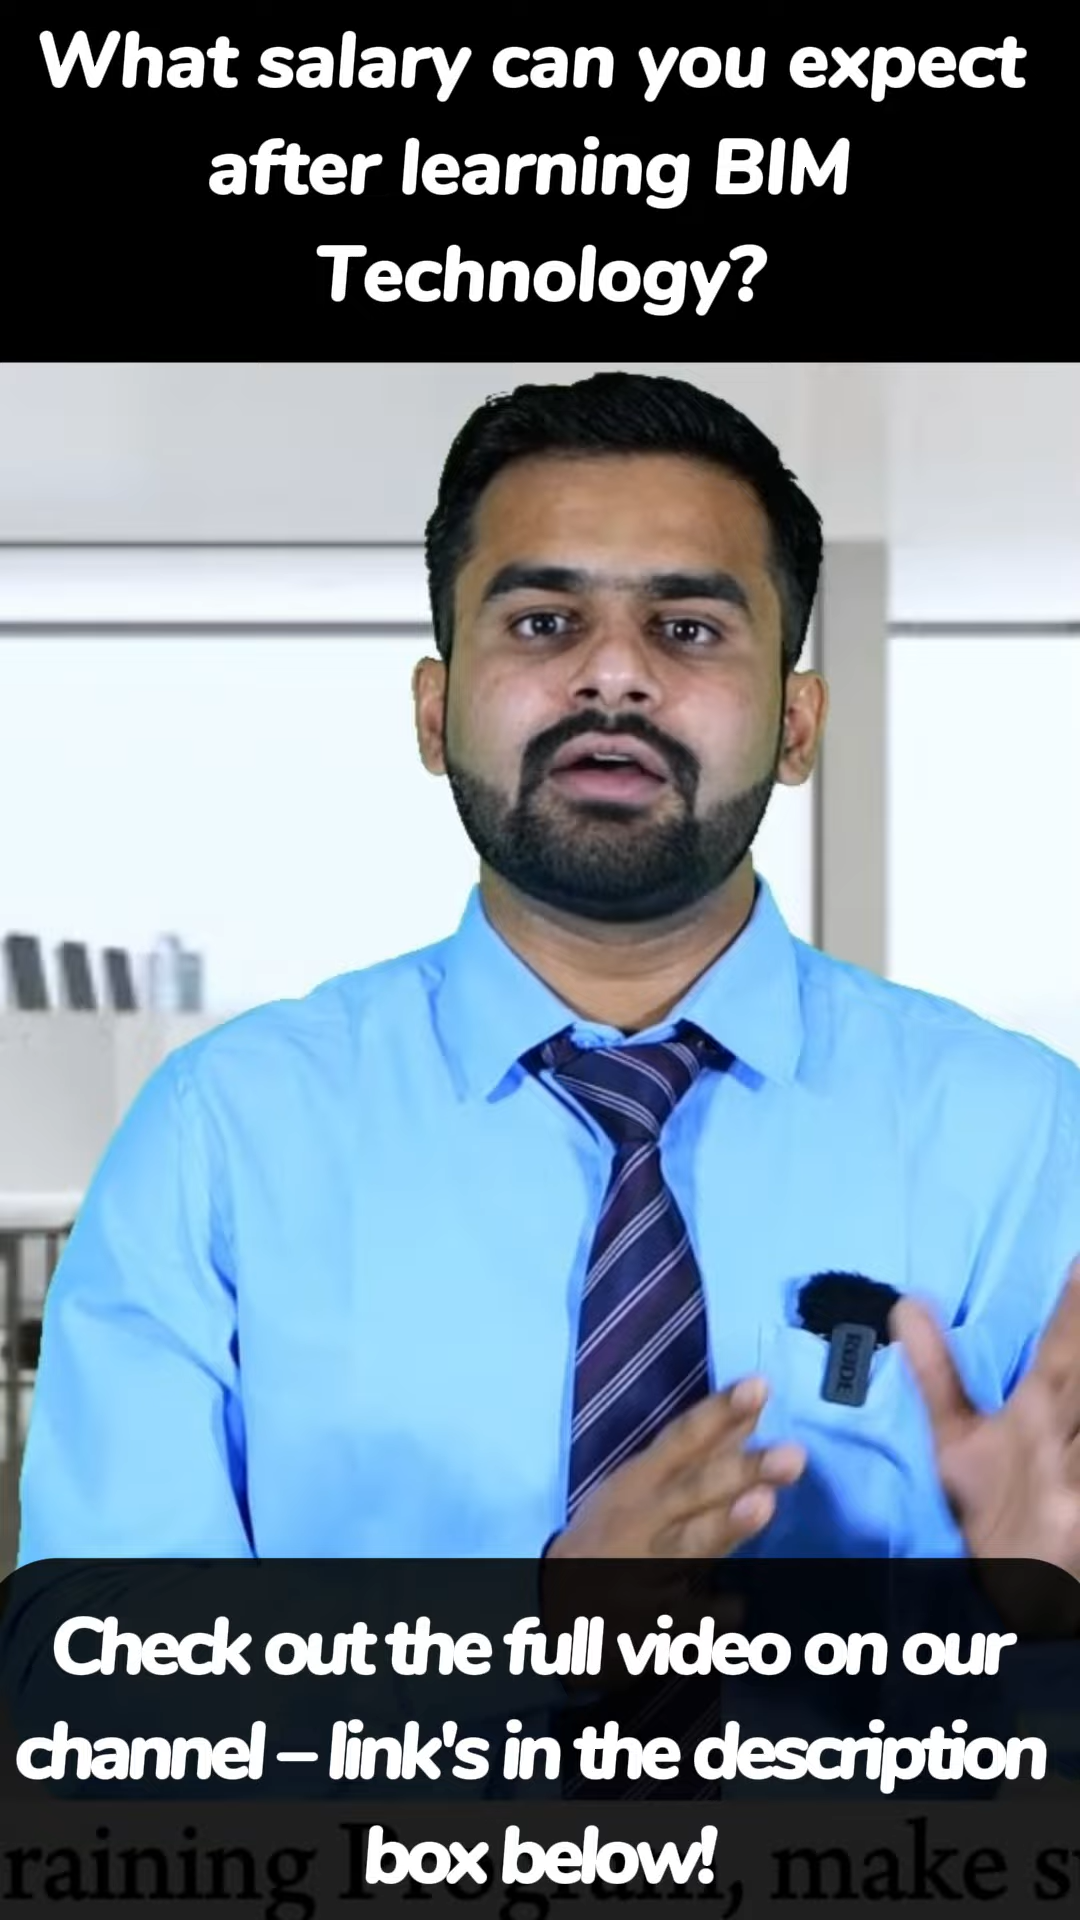 What salary can you expect
after learning BIM
Technology?
RODE
Check out the full video on our
channel – link's in the description
box below!
raining Program, make s